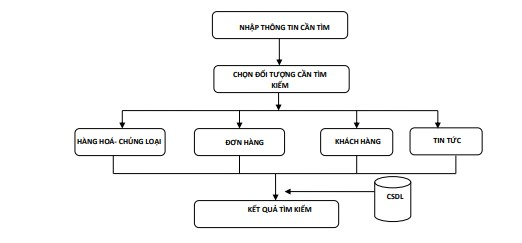 NHẬP THÔNG TIN CẦN TÌM
CHỌN ĐỐI TƯỢNG CẦN TÌM
KIẾM
HÀNG HOÁ- CHỦNG LOẠI
ĐƠN HÀNG
KHÁCH HÀNG
TIN TỨC
CSDL
KẾT QUẢ TÌM KIẾM